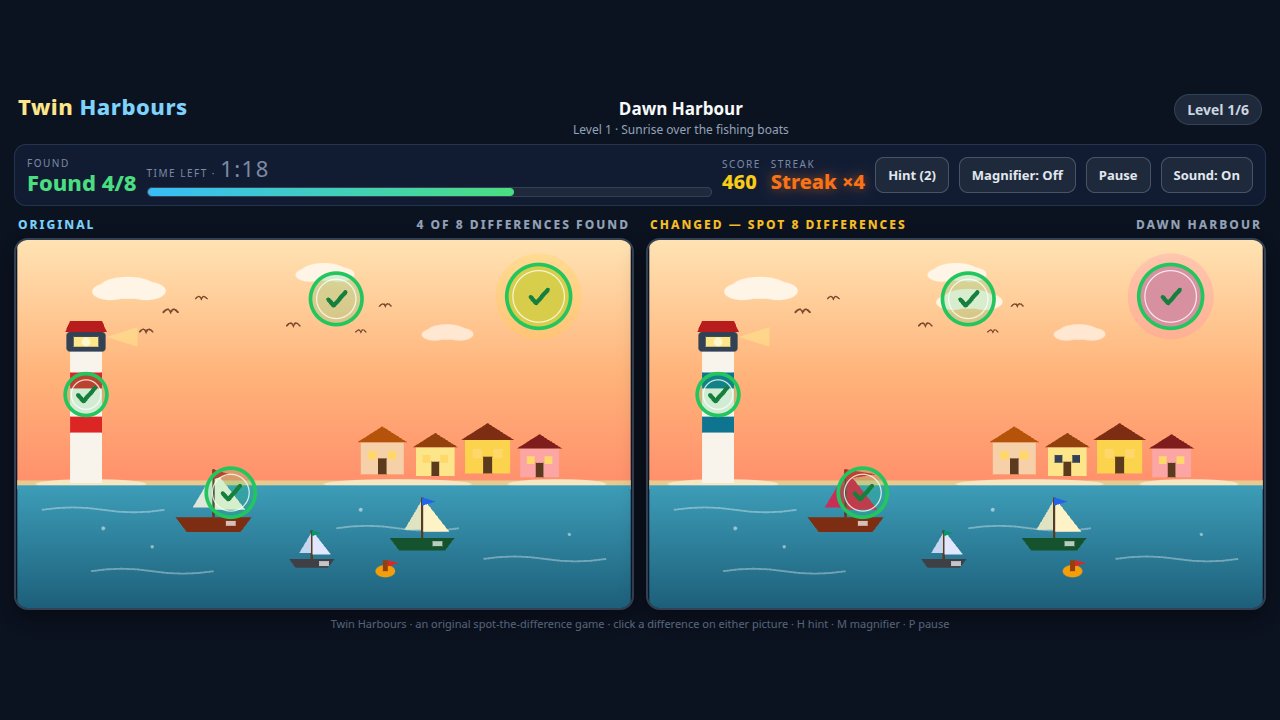 Twin Harbours
Dawn Harbour
Level 1 · Sunrise over the fishing boats
Level 1/6
FOUND
Found 4/8
TIME LEFT · 1:18
SCORE
460
STREAK
Streak ×4
Hint (2)
Magnifier: Off
Pause
Sound: On
ORIGINAL
4 OF 8 DIFFERENCES FOUND
CHANGED — SPOT 8 DIFFERENCES
DAWN HARBOUR
Twin Harbours · an original spot-the-difference game · click a difference on either picture · H hint · M magnifier · P pause